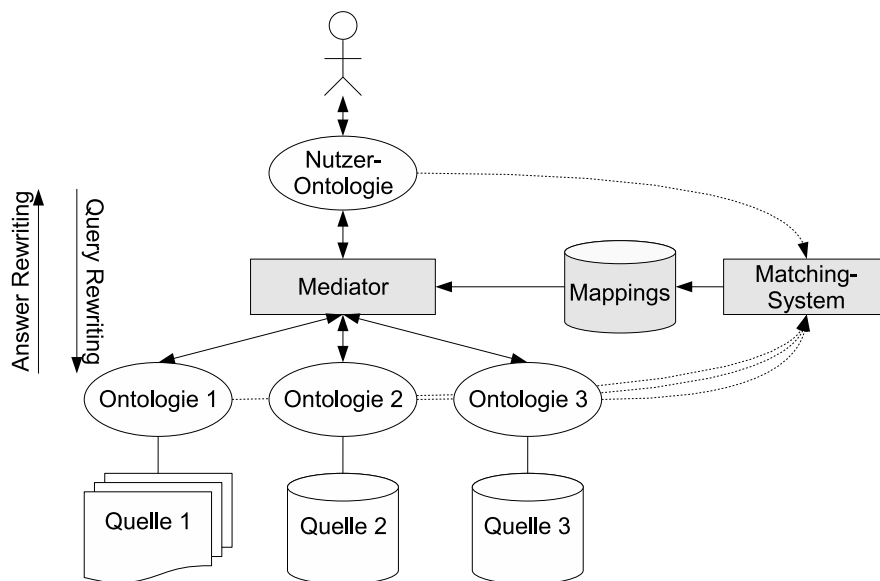 Nutzer-
Ontologie
Answer Rewriting
Query Rewriting
Mediator
Mappings
Matching-
System
Ontologie 1
Ontologie 2
Ontologie 3
Quelle 1
Quelle 2
Quelle 3